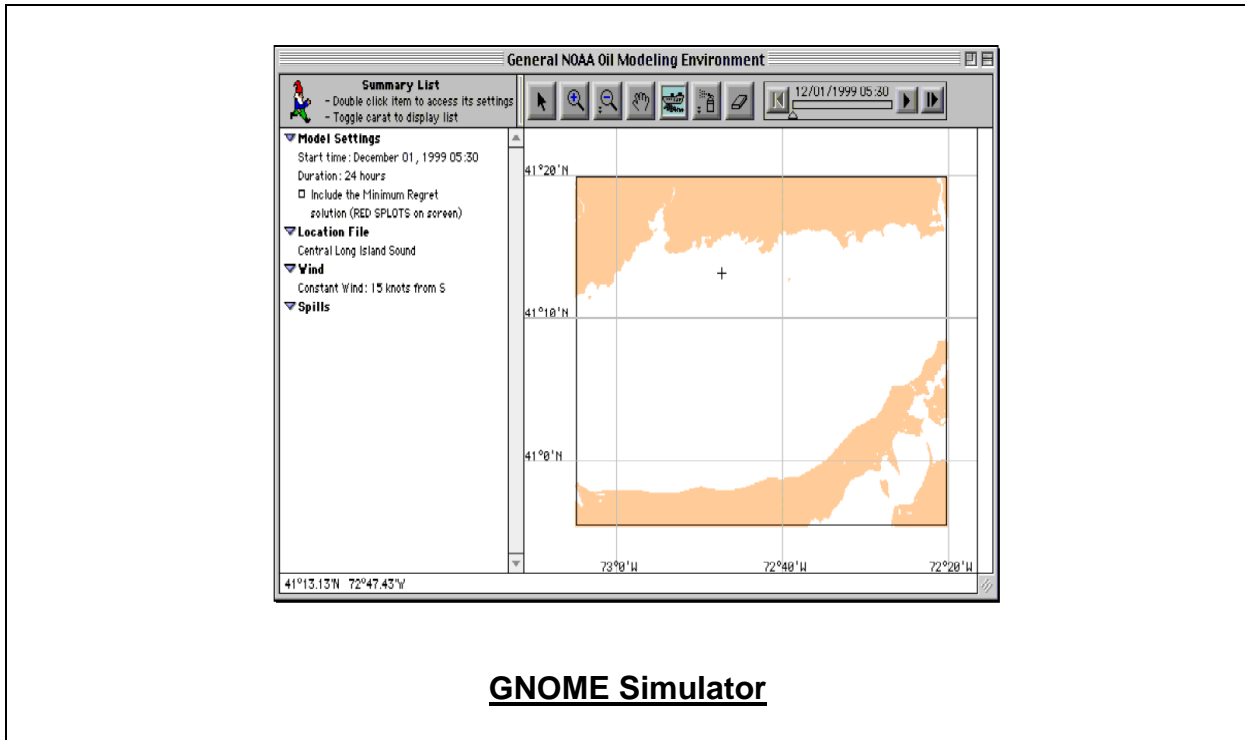 General NOAA Oil Modeling Environment
Summary List
- Double click item to access its settings
- Toggle carat to display list
12/01/1999 05:30
Model Settings
Start time: December 01, 1999 05:30
Duration: 24 hours
Include the Minimum Regret
solution (RED SPLOTS on screen)
Location File
Central Long Island Sound
Wind
Constant Wind: 15 knots from S
Spills
41°20'N
41°10'N
41°0'N
73°0'W
72°40'W
72°20'W
41°13.13'N 72°47.43'W
GNOME Simulator